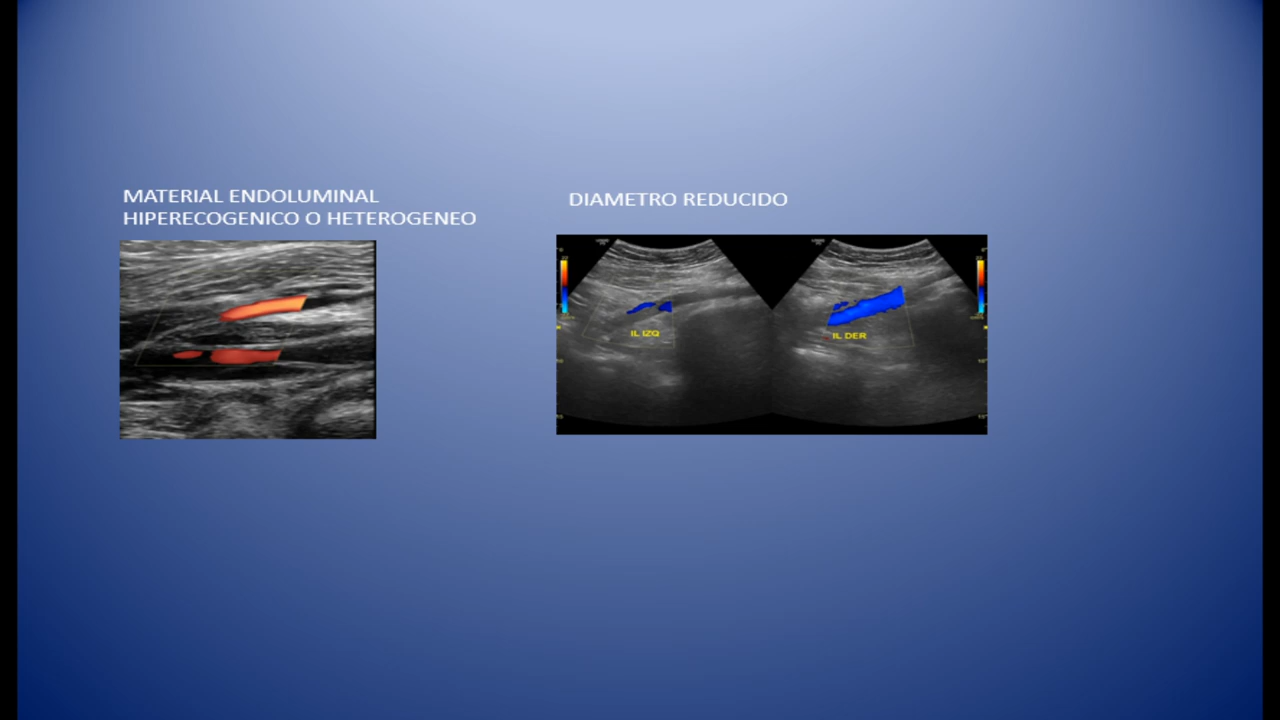 MATERIAL ENDOLUMINAL
HIPERECOGENICO O HETEROGENEO
DIAMETRO REDUCIDO
IL IZQ
IL DER